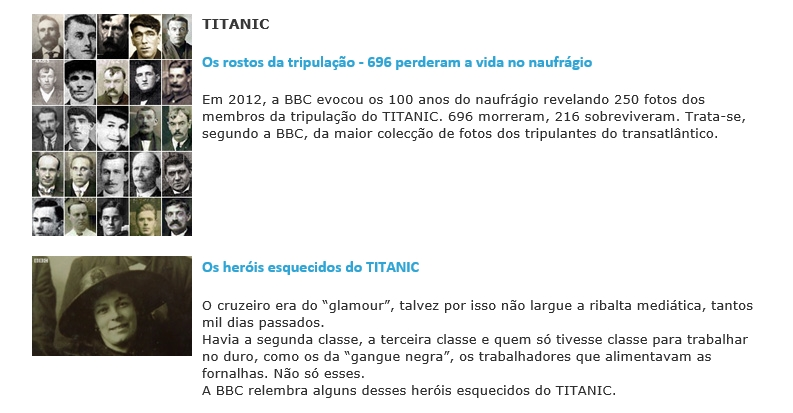 TITANIC
Os rostos da tripulação - 696 perderam a vida no naufrágio
Em 2012, a BBC evocou os 100 anos do naufrágio revelando 250 fotos dos
membros da tripulação do TITANIC. 696 morreram, 216 sobreviveram. Trata-se,
segundo a BBC, da maior colecção de fotos dos tripulantes do transatlântico.
BBC
Os heróis esquecidos do TITANIC
O cruzeiro era do “glamour”, talvez por isso não largue a ribalta mediática, tantos
mil dias passados.
Havia a segunda classe, a terceira classe e quem só tivesse classe para trabalhar
no duro, como os da “gangue negra”, os trabalhadores que alimentavam as
fornalhas. Não só esses.
A BBC relembra alguns desses heróis esquecidos do TITANIC.